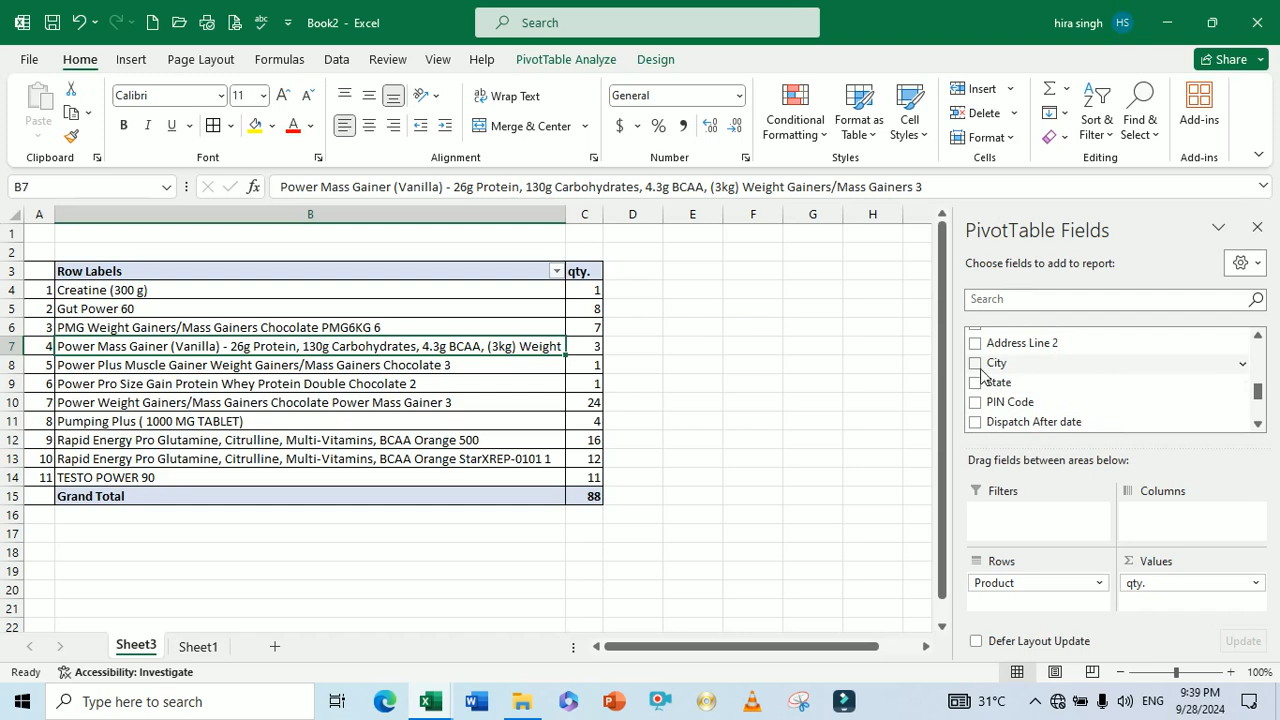 Book2 - Excel
Search
hira singh
HS
File
Home
Insert
Page Layout
Formulas
Data
Review
View
Help
PivotTable Analyze
Design
Share
Paste
Calibri
11
Wrap Text
General
Conditional Formatting
Format as Table
Cell Styles
Insert
Delete
Format
Sort & Filter
Find & Select
Add-ins
Merge & Center
Clipboard
Font
Alignment
Number
Styles
Cells
Editing
Add-ins
B7
Power Mass Gainer (Vanilla) - 26g Protein, 130g Carbohydrates, 4.3g BCAA, (3kg) Weight Gainers/Mass Gainers 3
A B C D E F G H
1
2
3 Row Labels qty.
4 1 Creatine (300 g) 1
5 2 Gut Power 60 8
6 3 PMG Weight Gainers/Mass Gainers Chocolate PMG6KG 6 7
7 4 Power Mass Gainer (Vanilla) - 26g Protein, 130g Carbohydrates, 4.3g BCAA, (3kg) Weight 3
8 5 Power Plus Muscle Gainer Weight Gainers/Mass Gainers Chocolate 3 1
9 6 Power Pro Size Gain Protein Whey Protein Double Chocolate 2 1
10 7 Power Weight Gainers/Mass Gainers Chocolate Power Mass Gainer 3 24
11 8 Pumping Plus ( 1000 MG TABLET) 4
12 9 Rapid Energy Pro Glutamine, Citrulline, Multi-Vitamins, BCAA Orange 500 16
13 10 Rapid Energy Pro Glutamine, Citrulline, Multi-Vitamins, BCAA Orange StarXREP-0101 1 12
14 11 TESTO POWER 90 11
15 Grand Total 88
16
17
18
19
20
21
22
PivotTable Fields
Choose fields to add to report:
Search
Address Line 2
City
State
PIN Code
Dispatch After date
Drag fields between areas below:
Filters
Columns
Rows
Values
Product
qty.
Defer Layout Update
Update
Sheet3
Sheet1
Ready
Accessibility: Investigate
100%
Type here to search
31°C
ENG
9:39 PM
9/28/2024